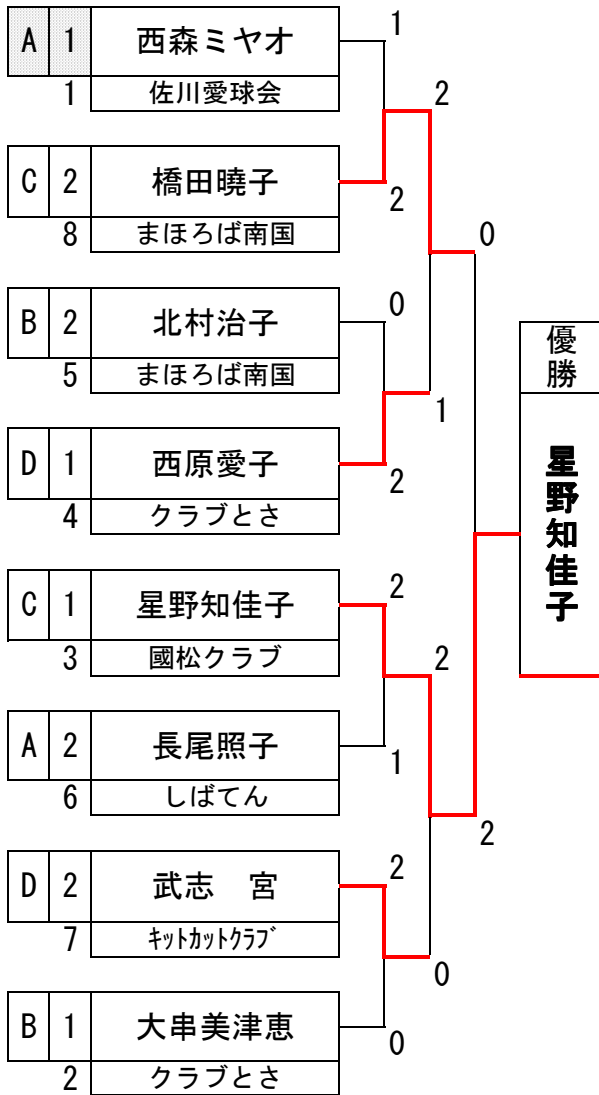 A 1 西森ミヤオ 1
1 佐川愛球会 2
C 2 橋田暁子 2
8 まほろば南国 0
B 2 北村治子 0
5 まほろば南国 1
D 1 西原愛子 2
4 クラブとさ
優勝
星野知佳子
C 1 星野知佳子 2
3 國松クラブ 2
A 2 長尾照子 1
6 しばてん 2
D 2 武志 宮 2
7 ｷｯﾄｶｯﾄｸﾗﾌﾞ 0
B 1 大串美津恵 0
2 クラブとさ